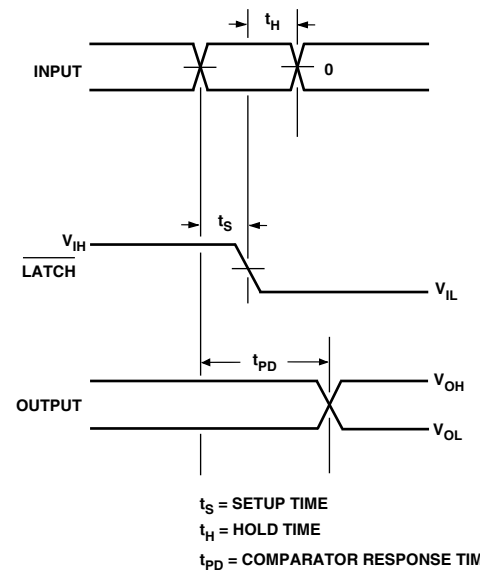 tH
INPUT
0
tS
VIH
LATCH
VIL
tPD
VOH
OUTPUT
VOL
tS = SETUP TIME
tH = HOLD TIME
tPD = COMPARATOR RESPONSE TIM